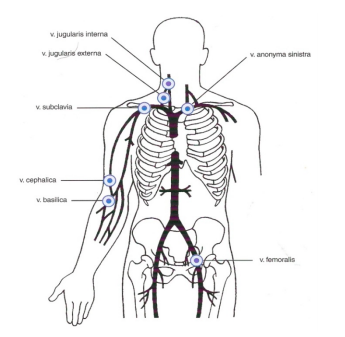 v. jugularis interna
v. jugularis externa
v. anonyma sinistra
v. subclavia
v. cephalica
v. basilica
v. femoralis